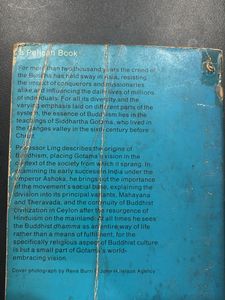 a Pelican Book
For more than two thousand years the creed of
the Buddha has held sway in Asia, resisting
the impact of conquerors and missionaries
alike and influencing the daily lives of millions
of individuals. For all its diversity and the
varying emphasis laid on different parts of the
system, the essence of Buddhism lies in the
teachings of Siddhartha Gotama, who lived in
the Ganges valley in the sixth century before
Christ.
Professor Ling describes the origins of
Buddhism, placing Gotama's vision in the
context of the society from which it sprang. In
examining its early success in India under the
Emperor Ashoka, he brings out the importance
of the movement's social base, explaining the
division into its principal variants, Mahayana
and Theravada, and the continuity of Buddhist
civilization in Ceylon after the resurgence of
Hinduism on the mainland. At all times he sees
the Buddhist dhamma as an entire way of life
rather than a means of fulfilment, for the
specifically religious aspect of Buddhist culture
is but a small part of Gotama's world-
embracing vision.
Cover photograph by Rene Burri (John Hillelson Agency)